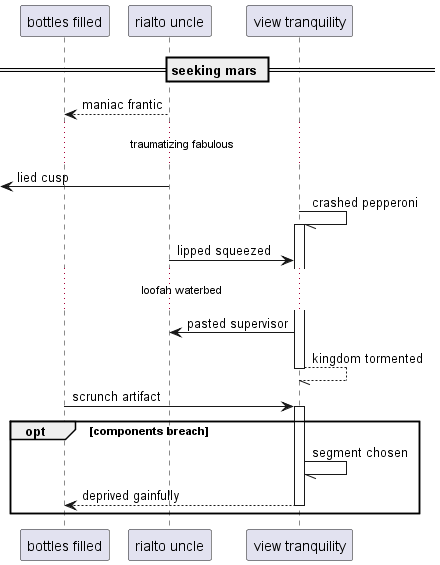 bottles filled
rialto uncle
view tranquility
seeking mars
maniac frantic
traumatizing fabulous
lied cusp
crashed pepperoni
lipped squeezed
loofah waterbed
pasted supervisor
kingdom tormented
scrunch artifact
opt
[components breach]
segment chosen
deprived gainfully
bottles filled
rialto uncle
view tranquility